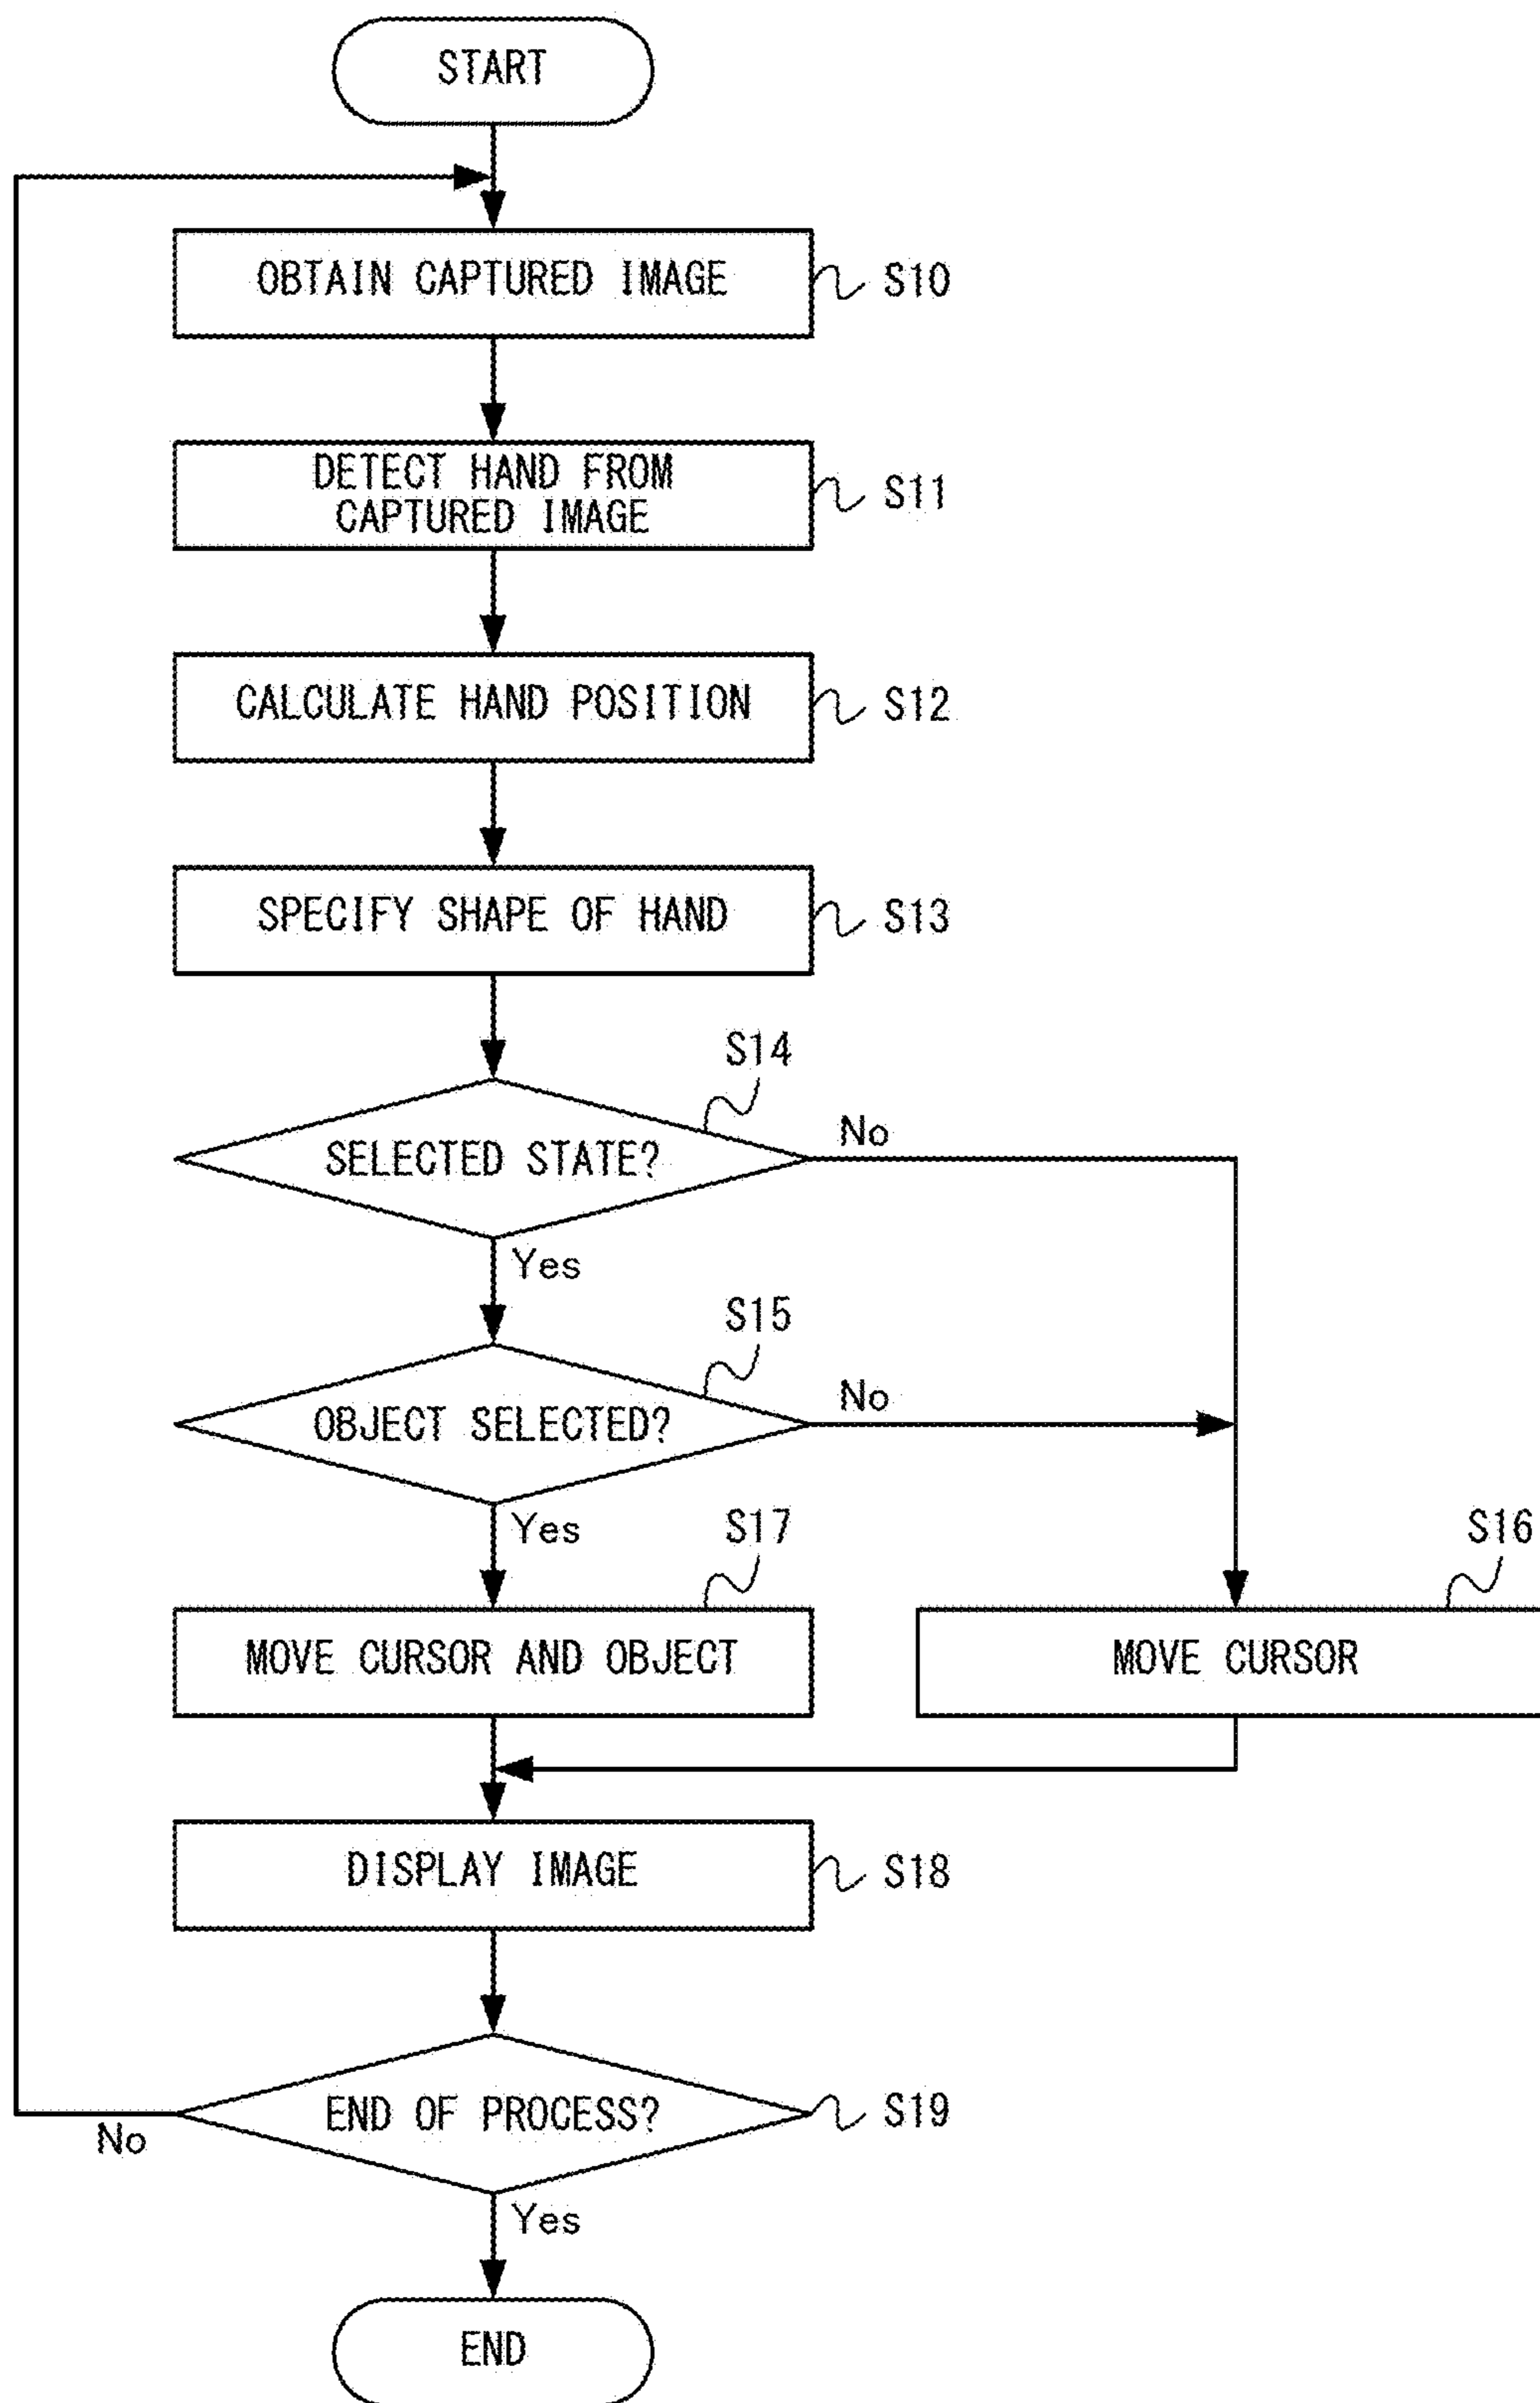 START
OBTAIN CAPTURED IMAGE
S10
DETECT HAND FROM
CAPTURED IMAGE
S11
CALCULATE HAND POSITION
S12
SPECIFY SHAPE OF HAND
S13
S14
SELECTED STATE?
No
Yes
S15
OBJECT SELECTED?
No
Yes
S17
S16
MOVE CURSOR AND OBJECT
MOVE CURSOR
DISPLAY IMAGE
S18
END OF PROCESS?
S19
No
Yes
END